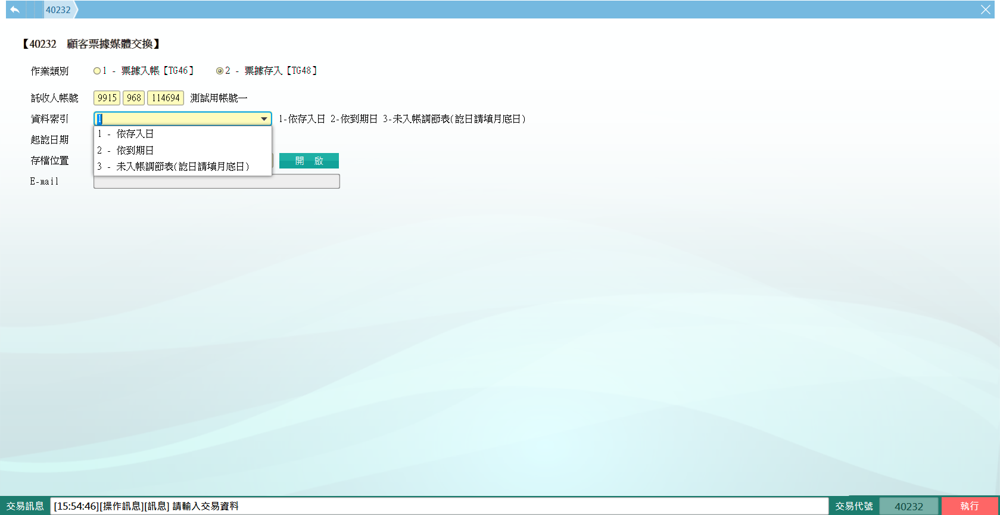 40232
【40232 顧客票據媒體交換】
作業類別 1 - 票據入帳【TG46】 2 - 票據存入【TG48】
託收人帳號 9915 968 114694 測試用帳號一
資料索引 1 1-依存入日 2-依到期日 3-未入帳調節表(訖日請填月底日)
1 - 依存入日
起訖日期
2 - 依到期日
存檔位置 開 啟
3 - 未入帳調節表(訖日請填月底日)
E-mail
交易訊息 [15:54:46][操作訊息][訊息] 請輸入交易資料 交易代號 40232 執行